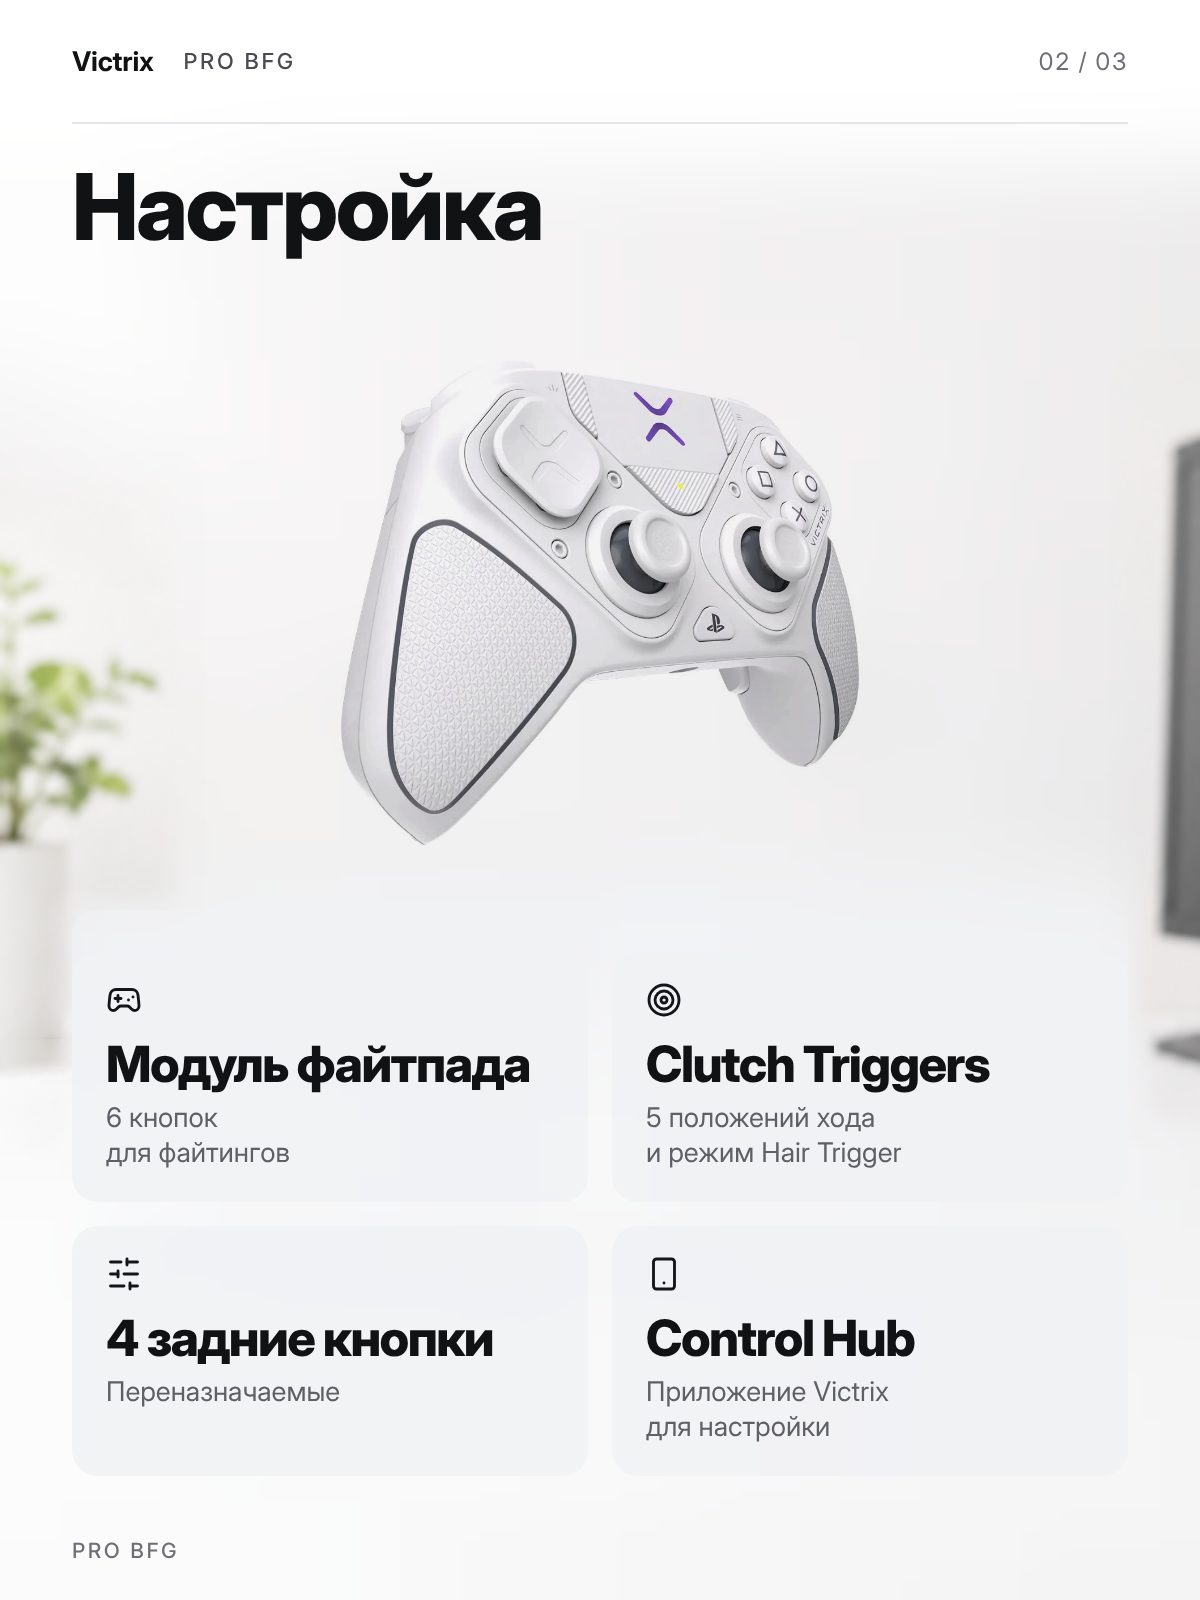 Victrix PRO BFG 02 / 03
Настройка
VICTRIX
Модуль файтпада
6 кнопок
для файтингов
Clutch Triggers
5 положений хода
и режим Hair Trigger
4 задние кнопки
Переназначаемые
Control Hub
Приложение Victrix
для настройки
PRO BFG